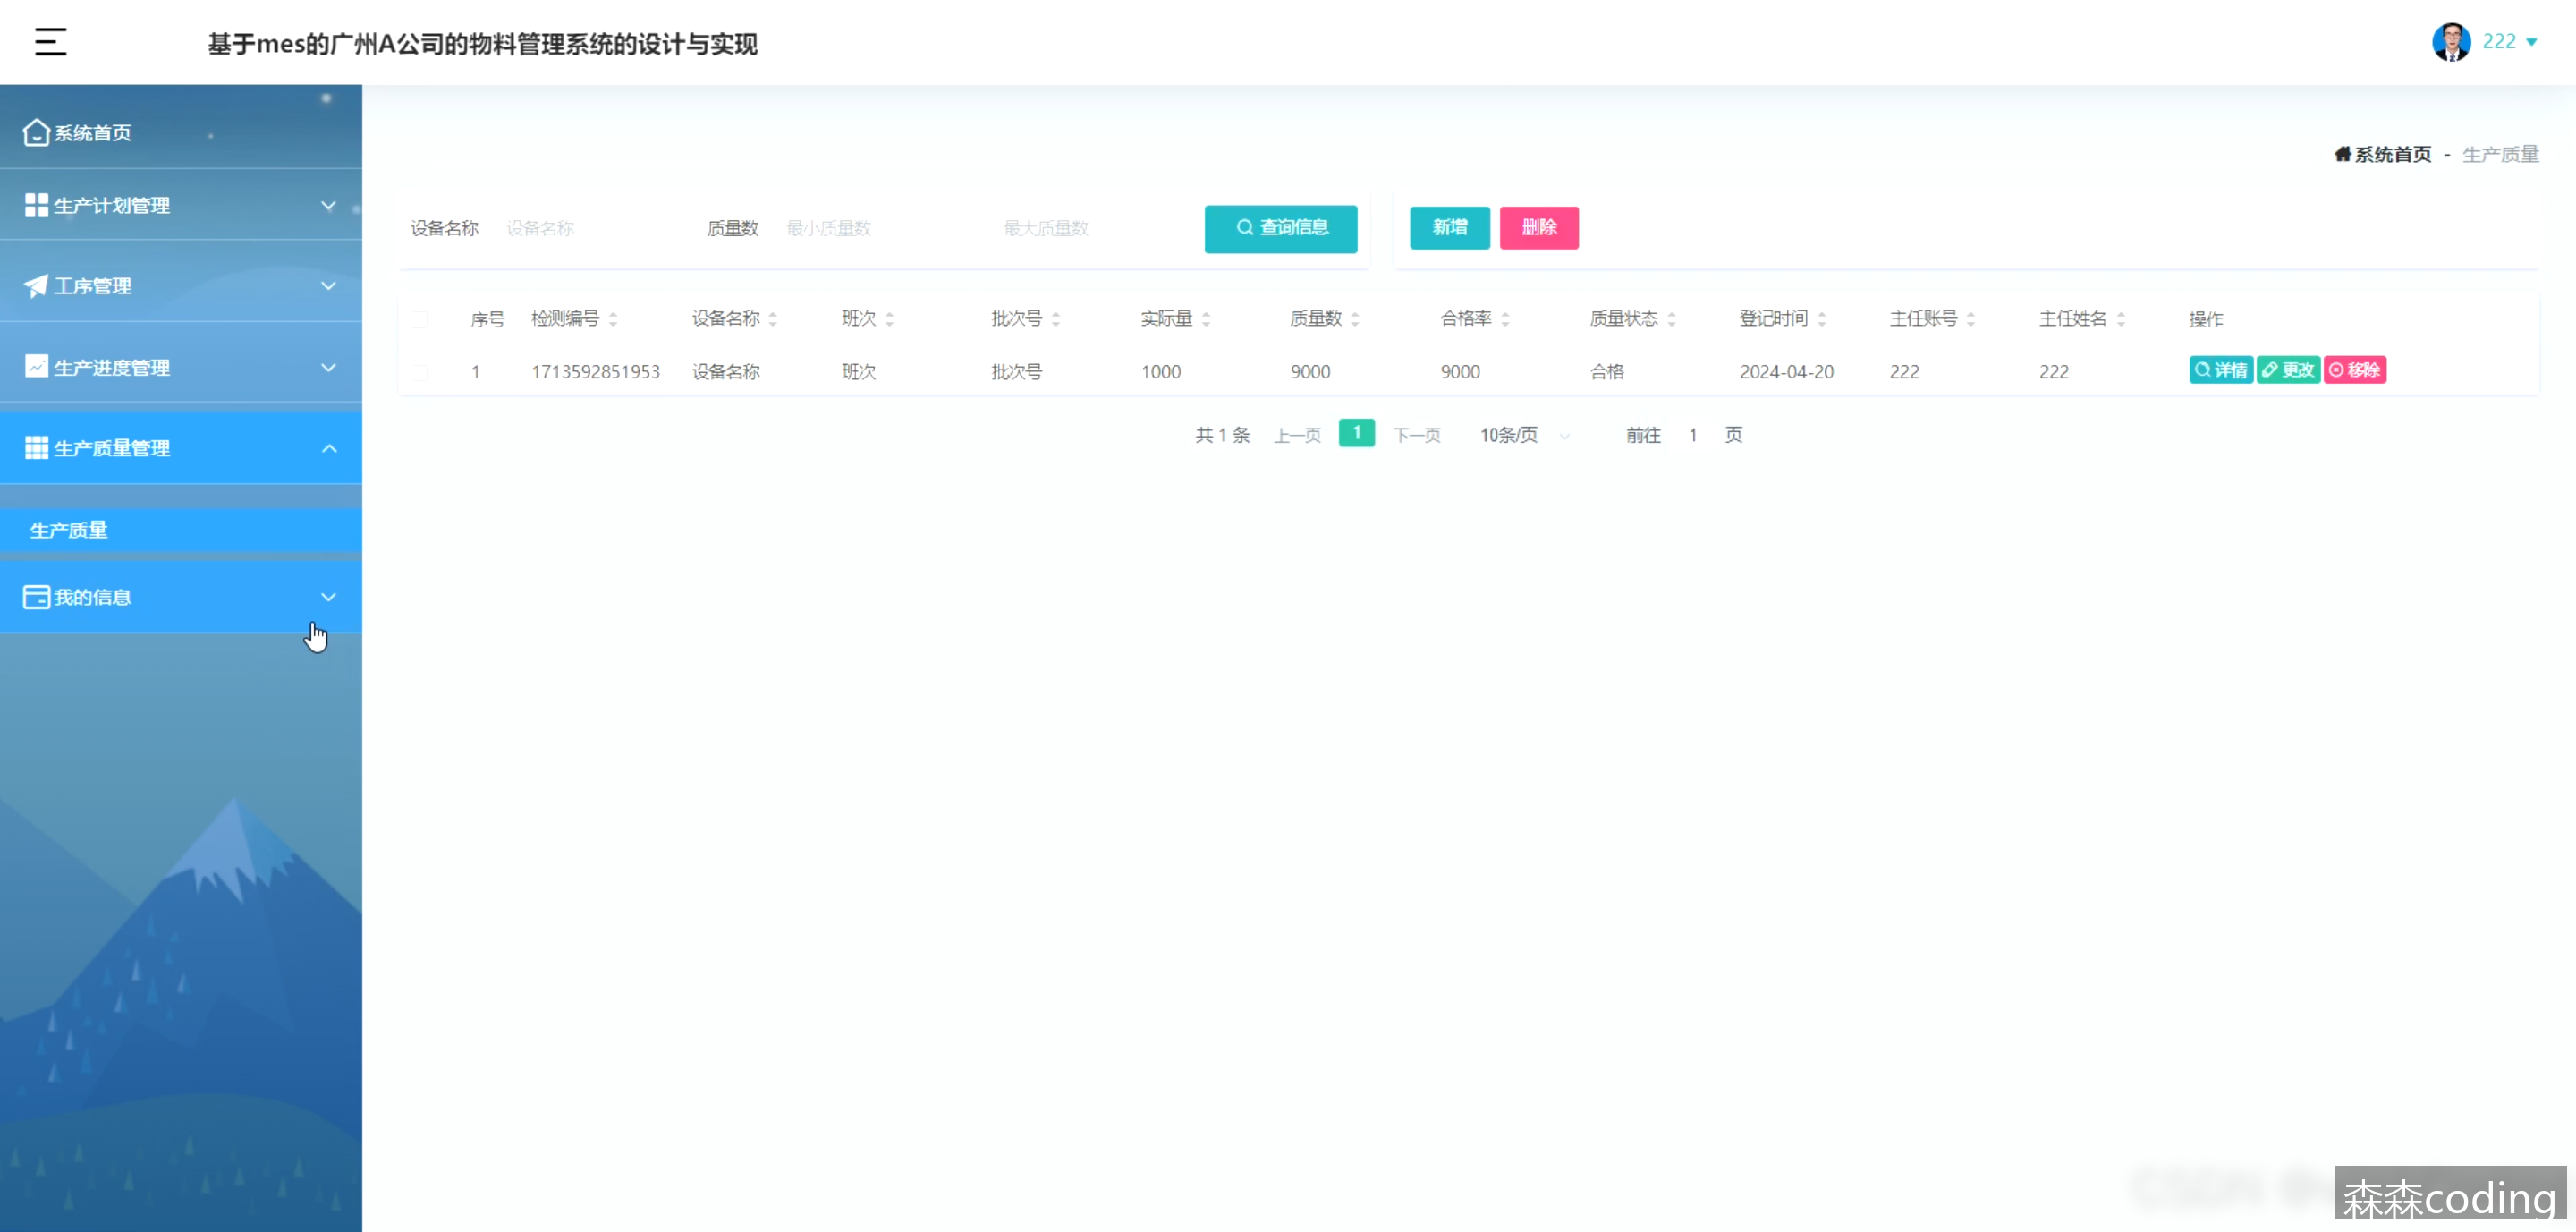 基于mes的广州A公司的物料管理系统的设计与实现
222
系统首页
生产计划管理
工序管理
生产进度管理
生产质量管理
生产质量
我的信息
系统首页 - 生产质量
设备名称 设备名称 质量数 最小质量数 最大质量数 查询信息 新增 删除
序号 检测编号 设备名称 班次 批次号 实际量 质量数 合格率 质量状态 登记时间 主任账号 主任姓名 操作
1 1713592851953 设备名称 班次 批次号 1000 9000 9000 合格 2024-04-20 222 222 详情 更改 移除
共 1 条 上一页 1 下一页 10条/页 前往 1 页
CSDN
森森coding